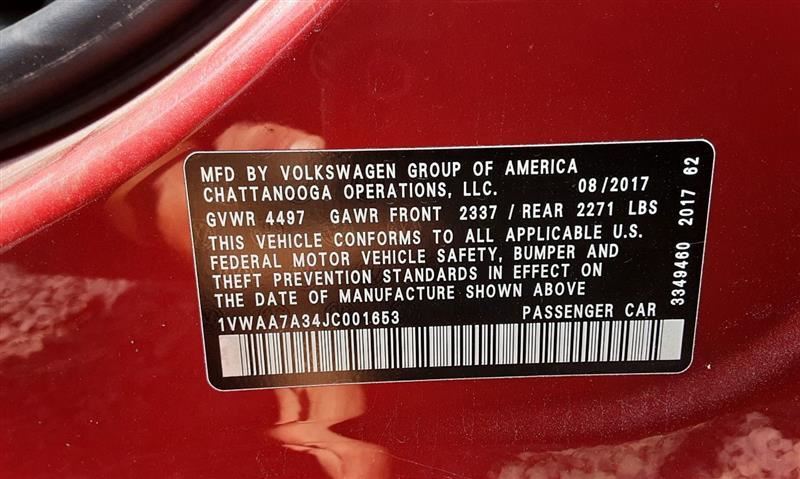 MFD BY VOLKSWAGEN GROUP OF AMERICA
CHATTANOOGA OPERATIONS, LLC. 08/2017
GVWR 4497 GAWR FRONT 2337 / REAR 2271 LBS
THIS VEHICLE CONFORMS TO ALL APPLICABLE U.S.
FEDERAL MOTOR VEHICLE SAFETY, BUMPER AND
THEFT PREVENTION STANDARDS IN EFFECT ON
THE DATE OF MANUFACTURE SHOWN ABOVE
1VWAA7A34JC001653 PASSENGER CAR
3349460 2017 62